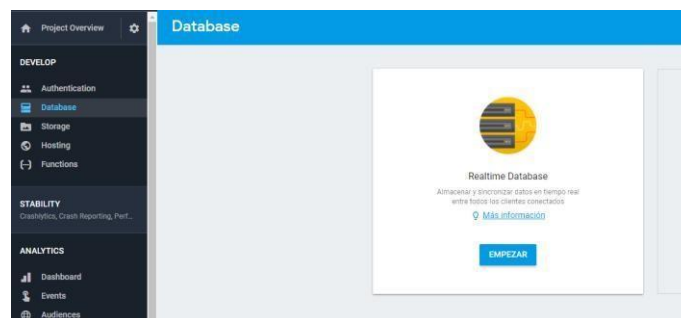 Project Overview
Database
DEVELOP
Authentication
Database
Storage
Hosting
Functions
STABILITY
Crashlytics, Crash Reporting, Perf...
ANALYTICS
Dashboard
Events
Audiences
Realtime Database
Almacenar y sincronizar datos en tiempo real
entre todos los clientes conectados
Más información
EMPEZAR